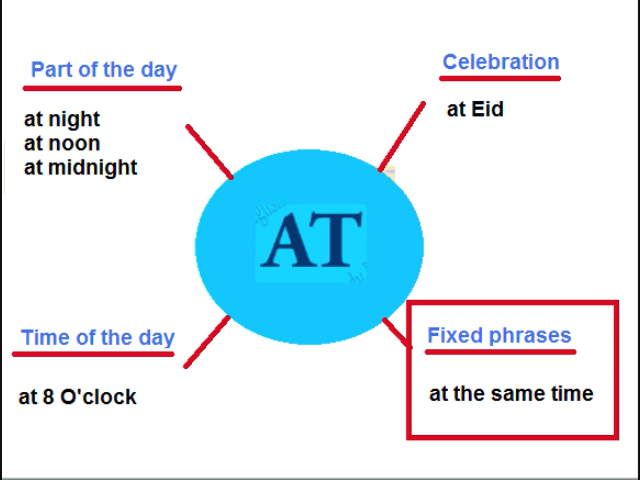 Part of the day
at night
at noon
at midnight
Celebration
at Eid
AT
Time of the day
at 8 O'clock
Fixed phrases
at the same time